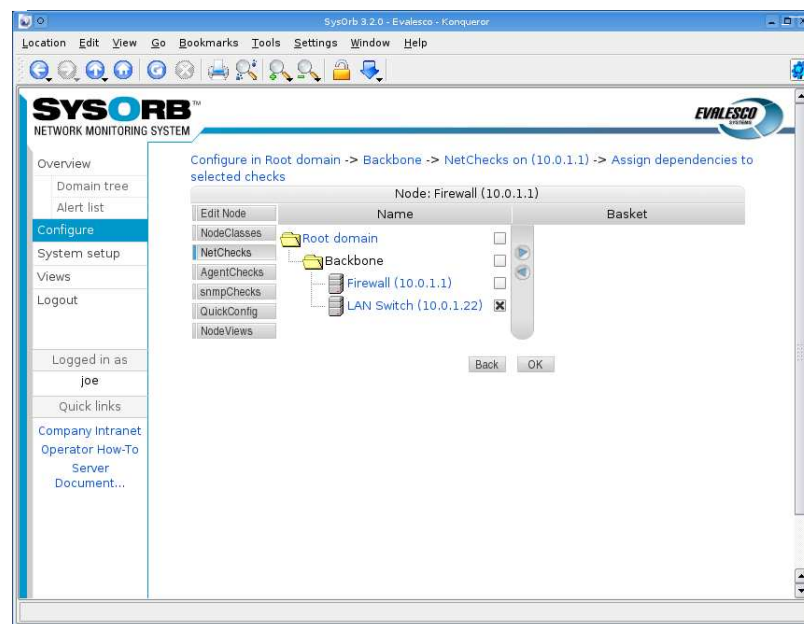 SysOrb 3.2.0 - Evalesco - Konqueror
Location Edit View Go Bookmarks Tools Settings Window Help
SYSORB™
NETWORK MONITORING SYSTEM
EVALESCO
SYSTEMS
Overview
Domain tree
Alert list
Configure
System setup
Views
Logout
Logged in as
joe
Quick links
Company Intranet
Operator How-To
Server
Document...
Configure in Root domain -> Backbone -> NetChecks on (10.0.1.1) -> Assign dependencies to
selected checks
Node: Firewall (10.0.1.1)
Edit Node
NodeClasses
NetChecks
AgentChecks
snmpChecks
QuickConfig
NodeViews
Name
Basket
Root domain
Backbone
Firewall (10.0.1.1)
LAN Switch (10.0.1.22)
Back
OK